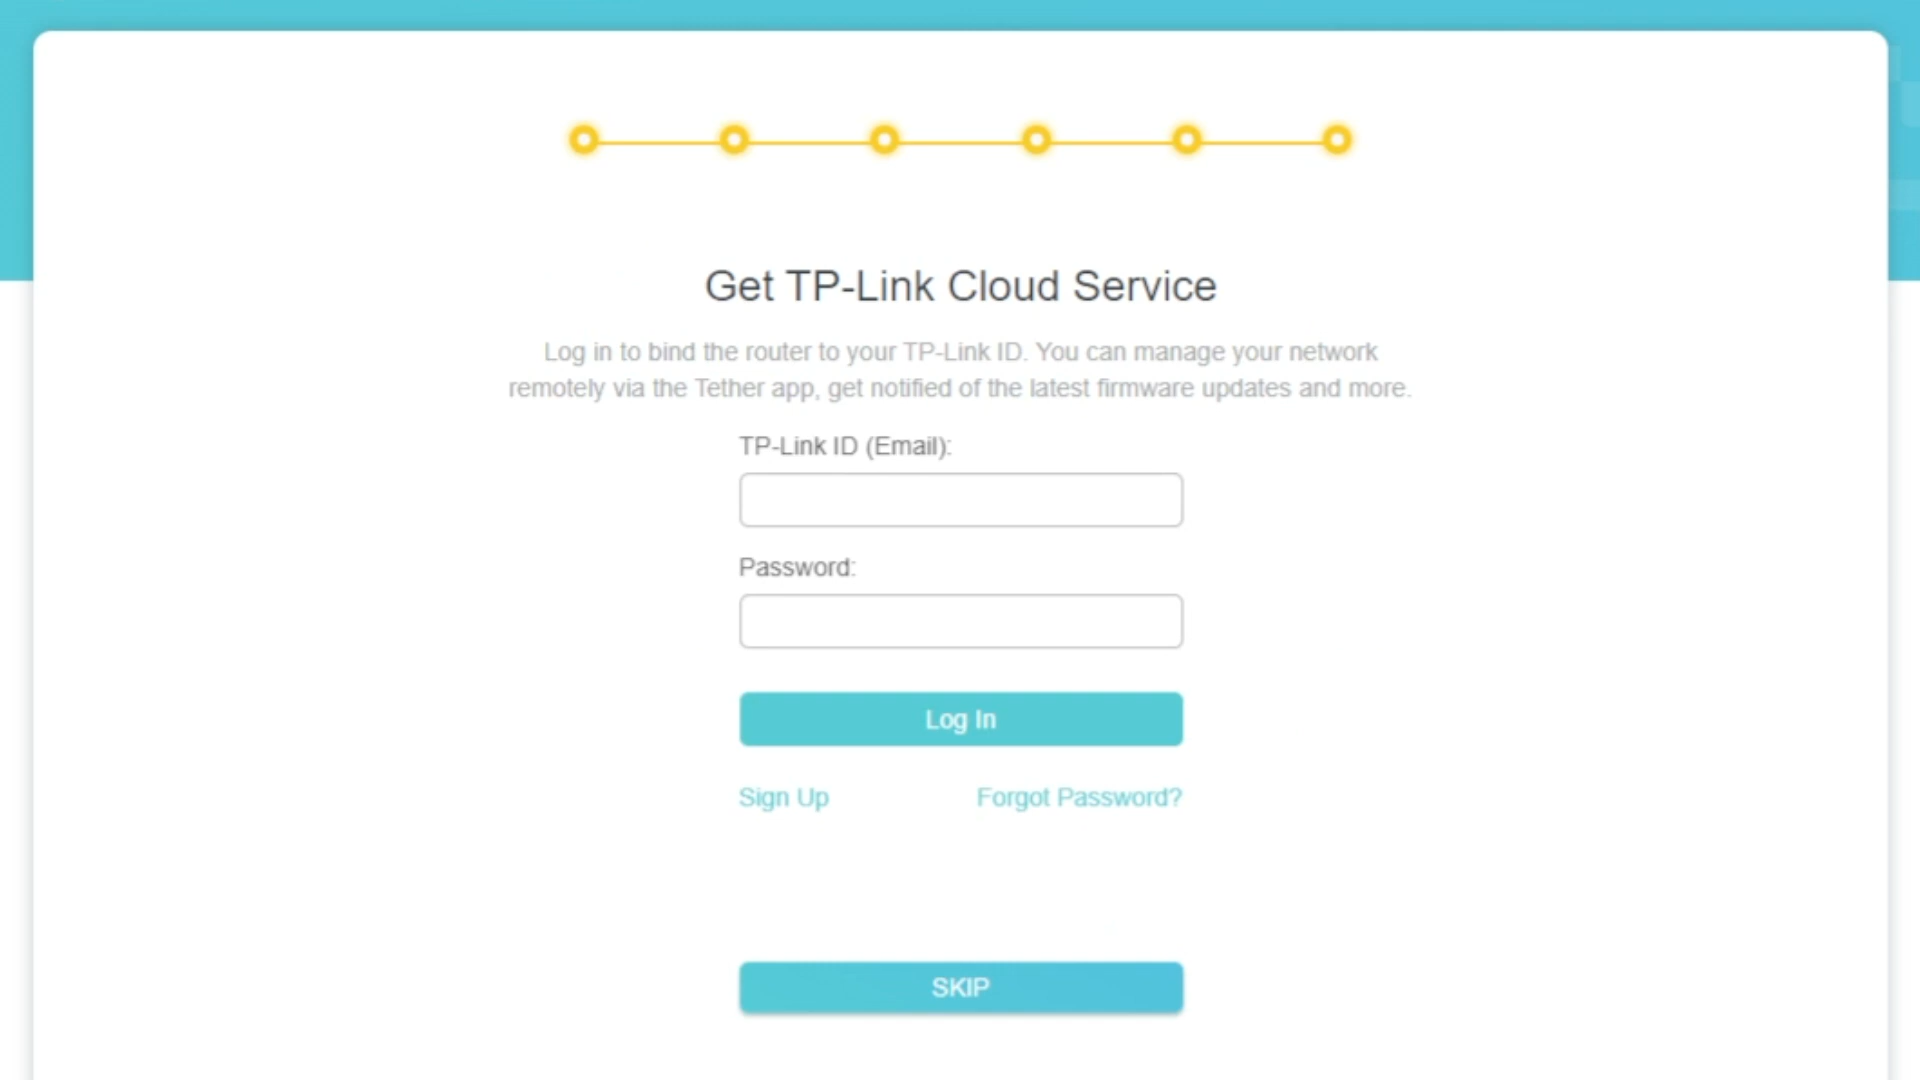 Get TP-Link Cloud Service
Log in to bind the router to your TP-Link ID. You can manage your network
remotely via the Tether app, get notified of the latest firmware updates and more.
TP-Link ID (Email):
Password:
Log In
Sign Up
Forgot Password?
SKIP